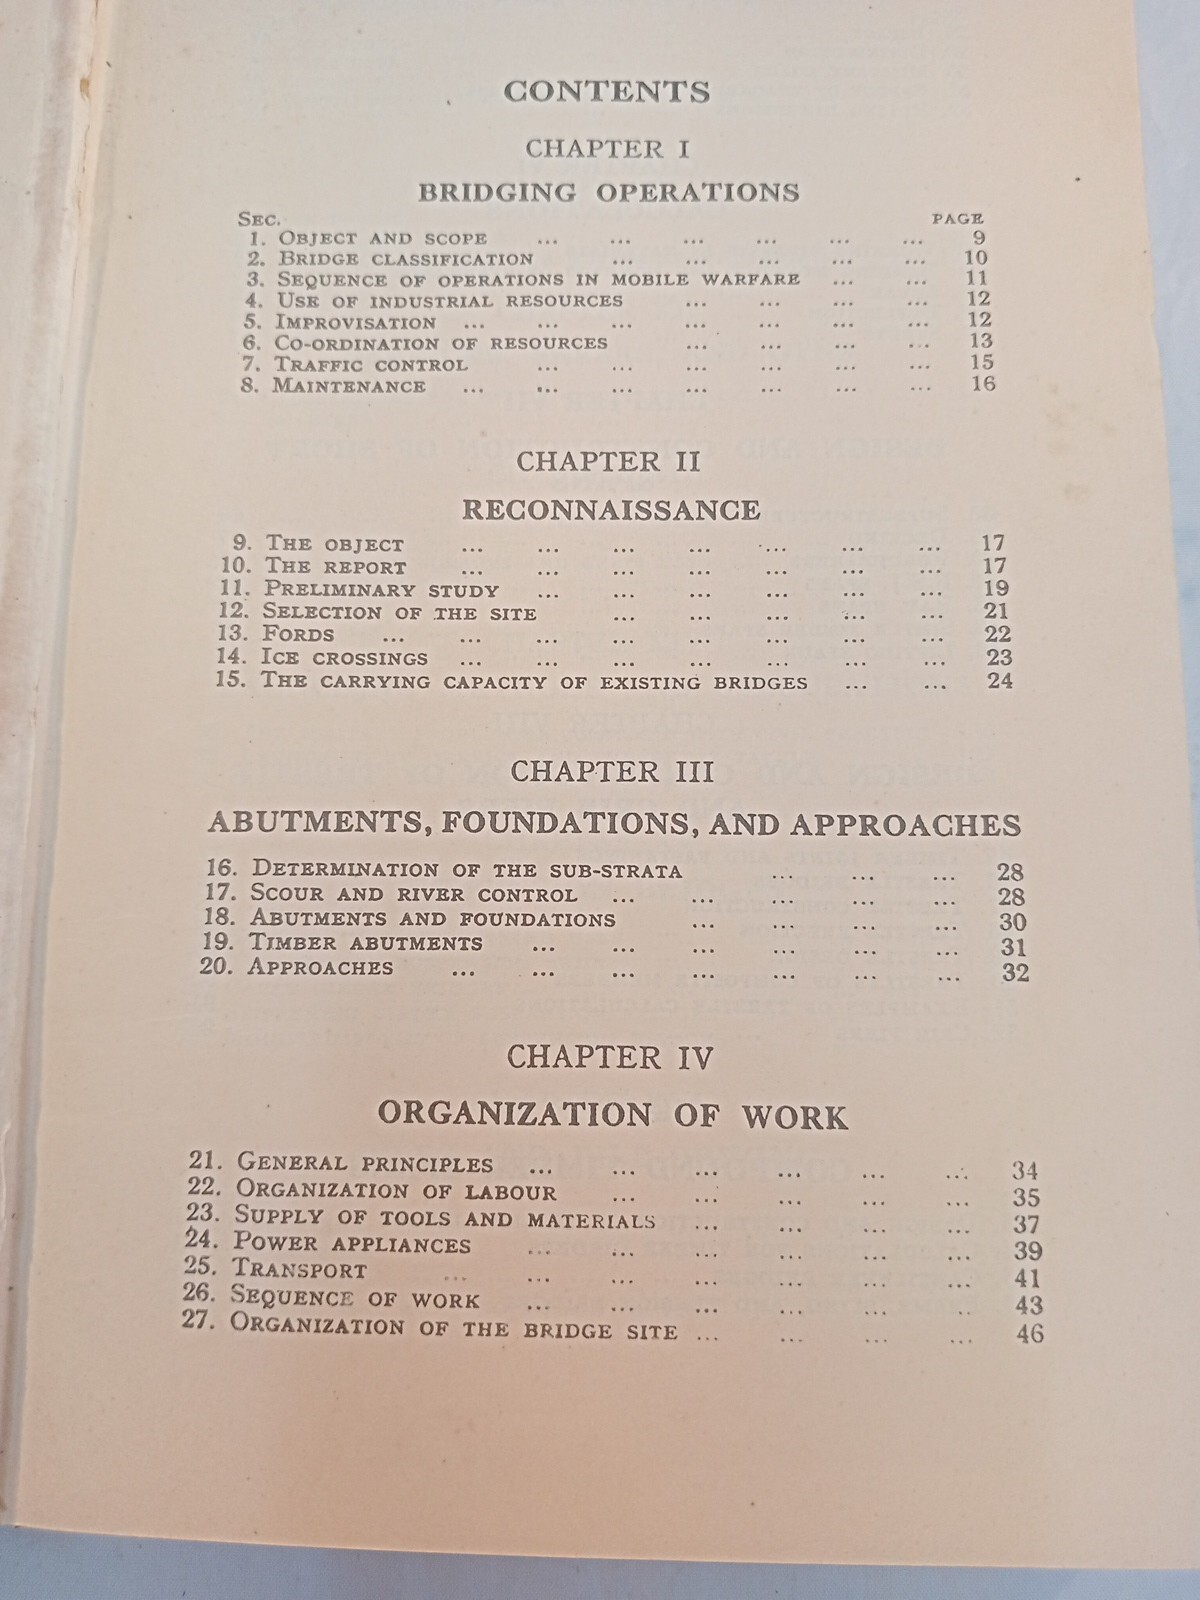 CONTENTS
CHAPTER I
BRIDGING OPERATIONS
SEC. PAGE
1. OBJECT AND SCOPE ... ... ... ... ... ... 9
2. BRIDGE CLASSIFICATION ... ... ... ... ... 10
3. SEQUENCE OF OPERATIONS IN MOBILE WARFARE ... ... 11
4. USE OF INDUSTRIAL RESOURCES ... ... ... ... 12
5. IMPROVISATION ... ... ... ... ... ... ... 12
6. CO-ORDINATION OF RESOURCES ... ... ... ... 13
7. TRAFFIC CONTROL ... ... ... ... ... ... 15
8. MAINTENANCE ... ... ... ... ... ... ... 16
CHAPTER II
RECONNAISSANCE
9. THE OBJECT ... ... ... ... ... ... ... 17
10. THE REPORT ... ... ... ... ... ... ... 17
11. PRELIMINARY STUDY ... ... ... ... ... ... 19
12. SELECTION OF THE SITE ... ... ... ... ... 21
13. FORDS ... ... ... ... ... ... ... ... 22
14. ICE CROSSINGS ... ... ... ... ... ... ... 23
15. THE CARRYING CAPACITY OF EXISTING BRIDGES ... ... 24
CHAPTER III
ABUTMENTS, FOUNDATIONS, AND APPROACHES
16. DETERMINATION OF THE SUB-STRATA ... ... ... 28
17. SCOUR AND RIVER CONTROL ... ... ... ... ... 28
18. ABUTMENTS AND FOUNDATIONS ... ... ... ... 30
19. TIMBER ABUTMENTS ... ... ... ... ... ... 31
20. APPROACHES ... ... ... ... ... ... ... 32
CHAPTER IV
ORGANIZATION OF WORK
21. GENERAL PRINCIPLES ... ... ... ... ... ... 34
22. ORGANIZATION OF LABOUR ... ... ... ... ... 35
23. SUPPLY OF TOOLS AND MATERIALS ... ... ... ... 37
24. POWER APPLIANCES ... ... ... ... ... ... 39
25. TRANSPORT ... ... ... ... ... ... ... 41
26. SEQUENCE OF WORK ... ... ... ... ... ... 43
27. ORGANIZATION OF THE BRIDGE SITE ... ... ... ... 46